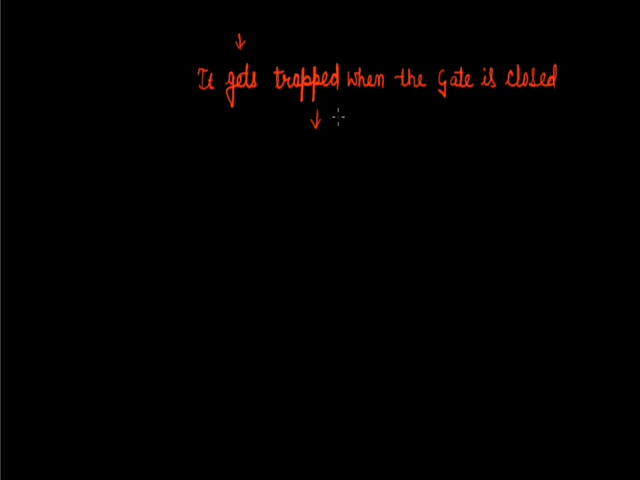 ↓
It gets trapped when the Gate is closed
↓